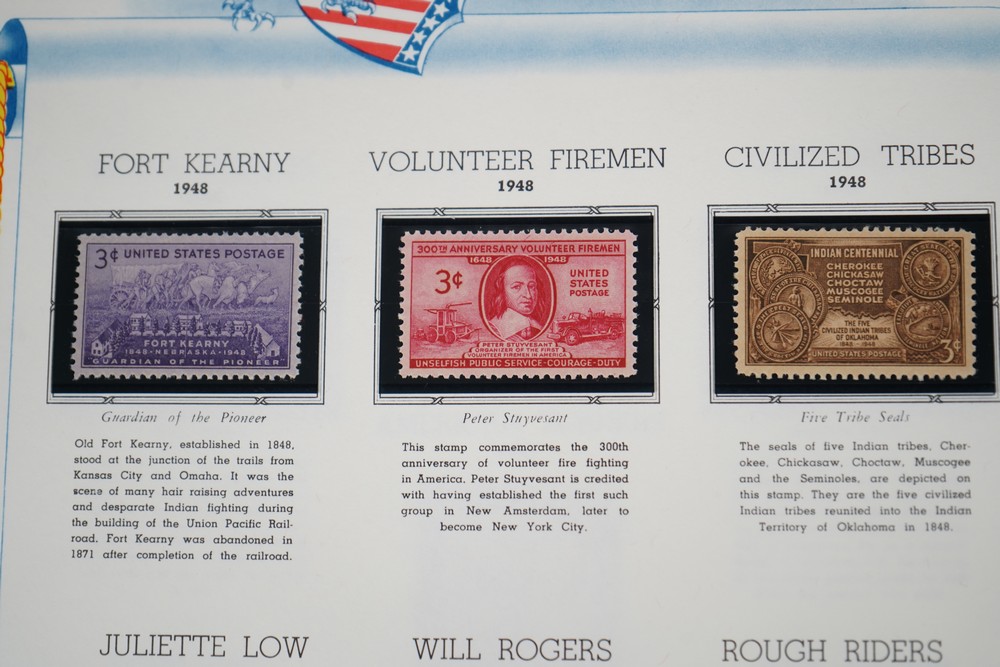 FORT KEARNY
1948
3¢ UNITED STATES POSTAGE
FORT KEARNY
1848-NEBRASKA-1948
GUARDIAN OF THE PIONEER
Guardian of the Pioneer
Old Fort Kearny, established in 1848,
stood at the junction of the trails from
Kansas City and Omaha. It was the
scene of many hair raising adventures
and desparate Indian fighting during
the building of the Union Pacific Rail-
road. Fort Kearny was abandoned in
1871 after completion of the railroad.
VOLUNTEER FIREMEN
1948
300TH ANNIVERSARY VOLUNTEER FIREMEN
1648 1948
3¢
UNITED
STATES
POSTAGE
PETER STUYVESANT
ORGANIZER OF THE FIRST
VOLUNTEER FIREMEN IN AMERICA
UNSELFISH PUBLIC SERVICE-COURAGE-DUTY
Peter Stuyvesant
This stamp commemorates the 300th
anniversary of volunteer fire fighting
in America. Peter Stuyvesant is credited
with having established the first such
group in New Amsterdam, later to
become New York City.
CIVILIZED TRIBES
1948
INDIAN CENTENNIAL
CHEROKEE
CHICKASAW
CHOCTAW
MUSCOGEE
SEMINOLE
THE FIVE
CIVILIZED INDIAN TRIBES
OF OKLAHOMA
1848 - 1948
UNITED STATES POSTAGE
3¢
Five Tribe Seals
The seals of five Indian tribes, Cher-
okee, Chickasaw, Choctaw, Muscogee
and the Seminoles, are depicted on
this stamp. They are the five civilized
Indian tribes reunited into the Indian
Territory of Oklahoma in 1848.
JULIETTE LOW
WILL ROGERS
ROUGH RIDERS